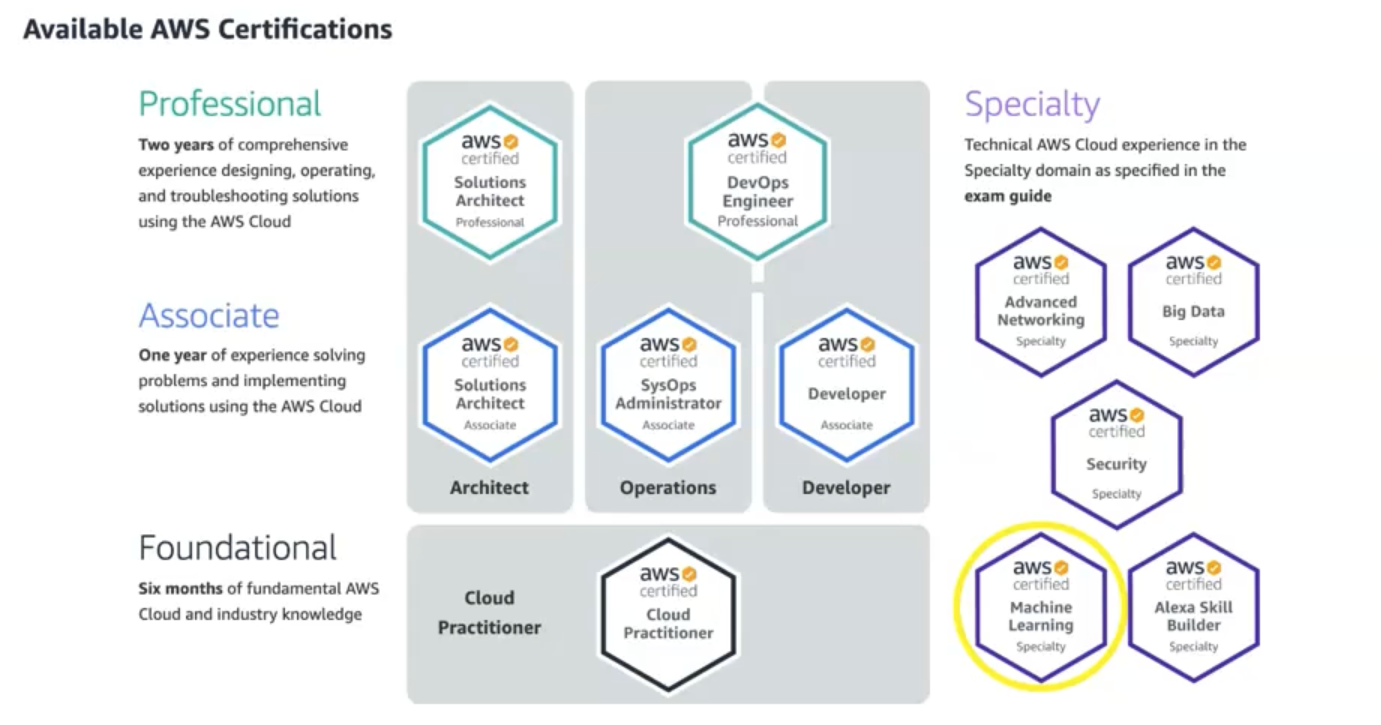 Available AWS Certifications
Professional
Two years of comprehensive
experience designing, operating,
and troubleshooting solutions
using the AWS Cloud
aws
certified
Solutions
Architect
Professional
aws
certified
DevOps
Engineer
Professional
Specialty
Technical AWS Cloud experience in the
Specialty domain as specified in the
exam guide
aws
certified
Advanced
Networking
Specialty
aws
certified
Big Data
Specialty
Associate
One year of experience solving
problems and implementing
solutions using the AWS Cloud
aws
certified
Solutions
Architect
Associate
aws
certified
SysOps
Administrator
Associate
aws
certified
Developer
Associate
Architect
Operations
Developer
aws
certified
Security
Specialty
Foundational
Six months of fundamental AWS
Cloud and industry knowledge
Cloud
Practitioner
aws
certified
Cloud
Practitioner
aws
certified
Machine
Learning
Specialty
aws
certified
Alexa Skill
Builder
Specialty